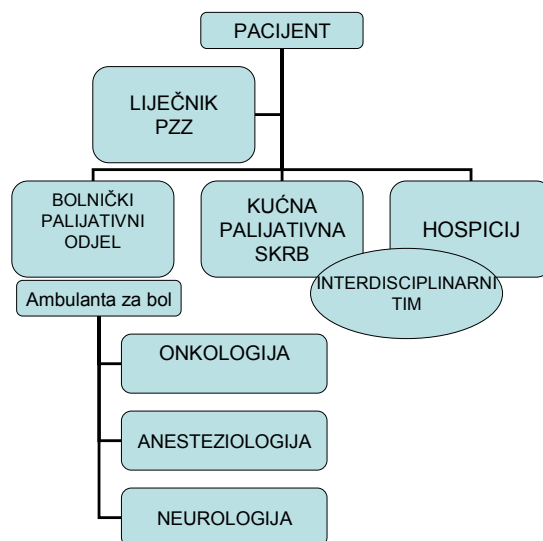 PACIJENT
LIJEČNIK
PZZ
BOLNIČKI
PALIJATIVNI
ODJEL
KUĆNA
PALIJATIVNA
SKRB
HOSPICIJ
INTERDISCIPLINARNI
TIM
Ambulanta za bol
ONKOLOGIJA
ANESTEZIOLOGIJA
NEUROLOGIJA